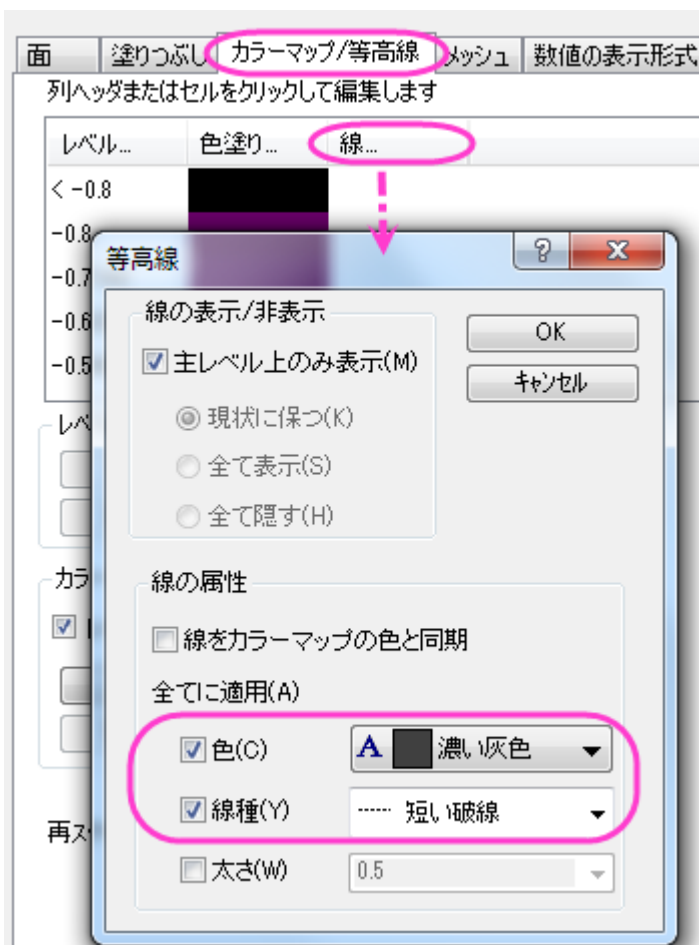 面 塗りつぶし カラーマップ/等高線 メッシュ 数値の表示形式
列ヘッダまたはセルをクリックして編集します
レベル... 色塗り... 線...
< -0.8
-0.8
-0.7
-0.6
-0.5
等高線
線の表示/非表示
OK
主レベル上のみ表示(M)
キャンセル
現状に保つ(K)
全て表示(S)
全て隠す(H)
線の属性
線をカラーマップの色と同期
全てに適用(A)
色(C) A 濃い灰色
線種(Y) 短い破線
太さ(W) 0.5